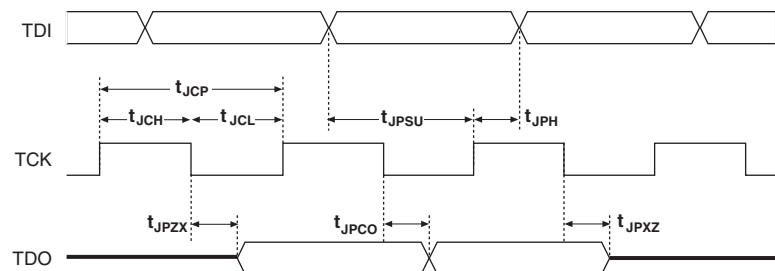 TDI
tJCP
tJCH tJCL tJPSU tJPH
TCK
tJPZX tJPCO tJPXZ
TDO